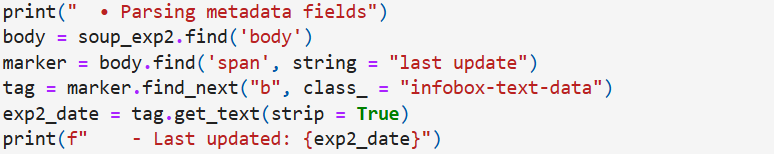 print("  • Parsing metadata fields")
body = soup_exp2.find('body')
marker = body.find('span', string = "last update")
tag = marker.find_next("b", class_ = "infobox-text-data")
exp2_date = tag.get_text(strip = True)
print(f"    - Last updated: {exp2_date}")